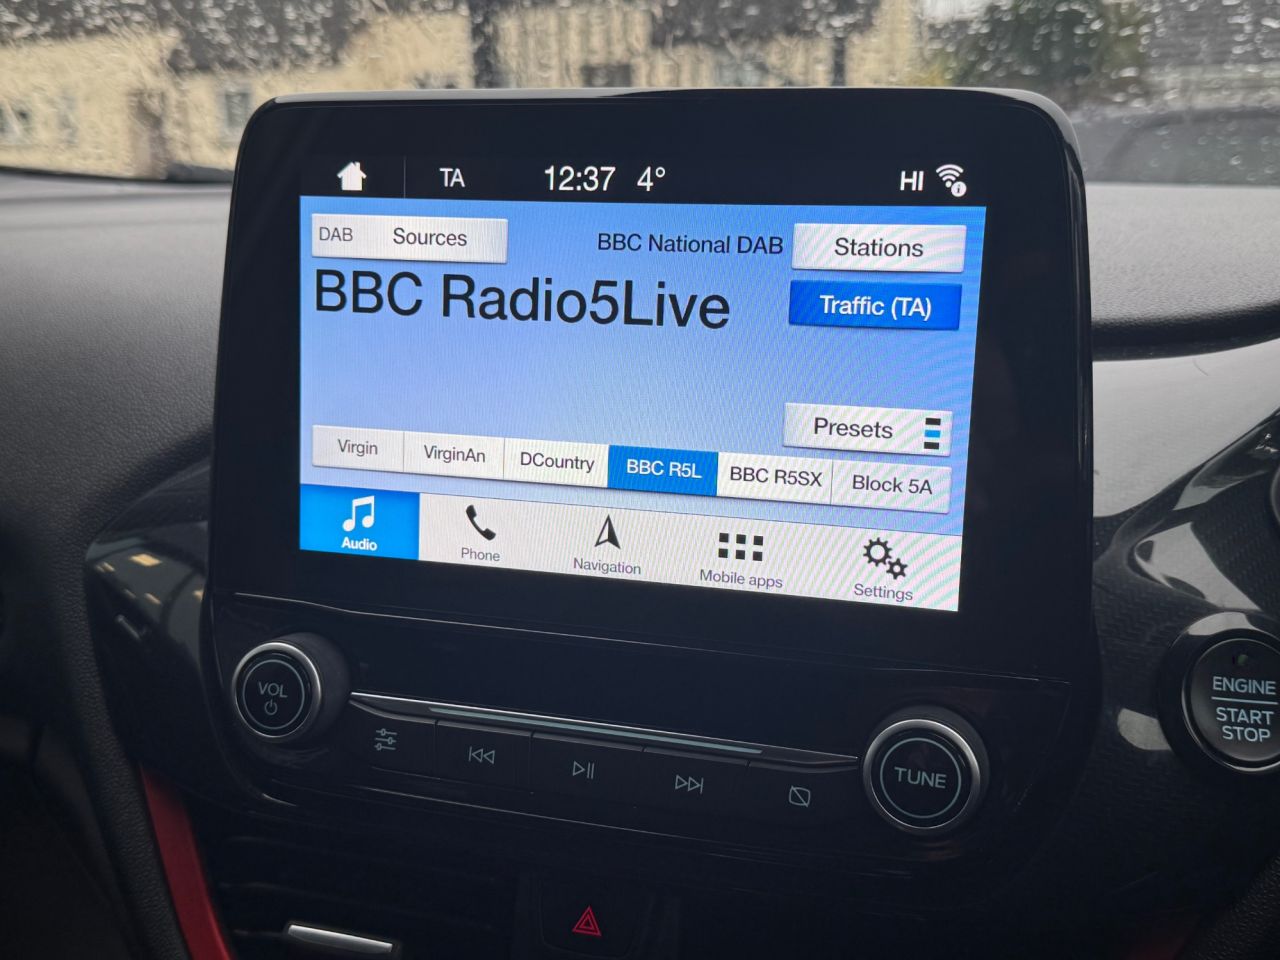 TA 12:37 4° HI
DAB Sources BBC National DAB Stations
BBC Radio5Live
Traffic (TA)
Presets
Virgin VirginAn DCountry BBC R5L BBC R5SX Block 5A
Audio Phone Navigation Mobile apps Settings
VOL
TUNE
ENGINE
START
STOP